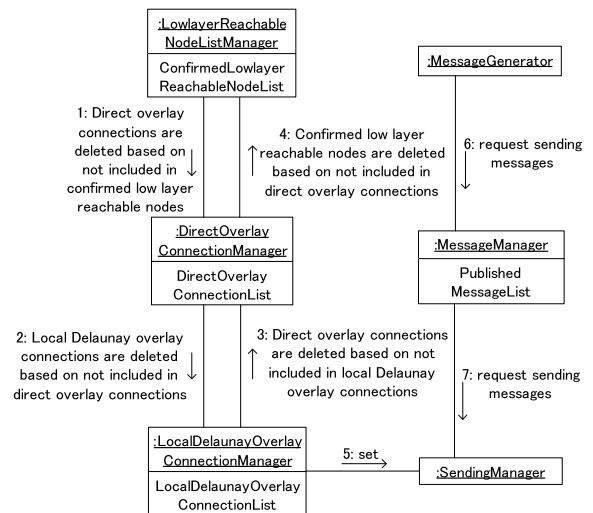 :LowlayerReachable
NodeListManager
ConfirmedLowlayer
ReachableNodeList
:MessageGenerator
1: Direct overlay
connections are
deleted based on
not included in
confirmed low layer
reachable nodes
4: Confirmed low layer
reachable nodes are deleted
based on not included in
direct overlay connections
6: request sending
messages
:DirectOverlay
ConnectionManager
DirectOverlay
ConnectionList
:MessageManager
Published
MessageList
2: Local Delaunay overlay
connections are deleted
based on not included in
direct overlay connections
3: Direct overlay connections
are deleted based on not
included in local Delaunay
overlay connections
7: request sending
messages
:LocalDelaunayOverlay
ConnectionManager
LocalDelaunayOverlay
ConnectionList
5: set
:SendingManager